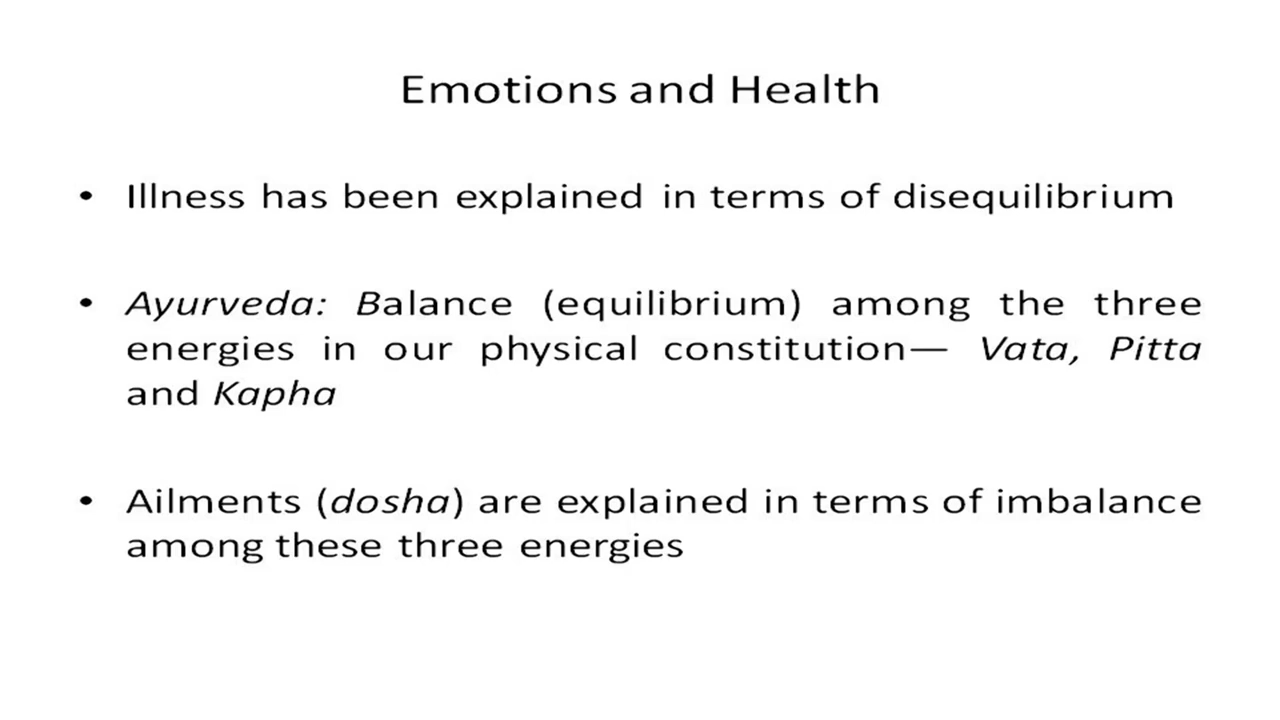 Emotions and Health
• Illness has been explained in terms of disequilibrium
• Ayurveda: Balance (equilibrium) among the three
energies in our physical constitution— Vata, Pitta
and Kapha
• Ailments (dosha) are explained in terms of imbalance
among these three energies